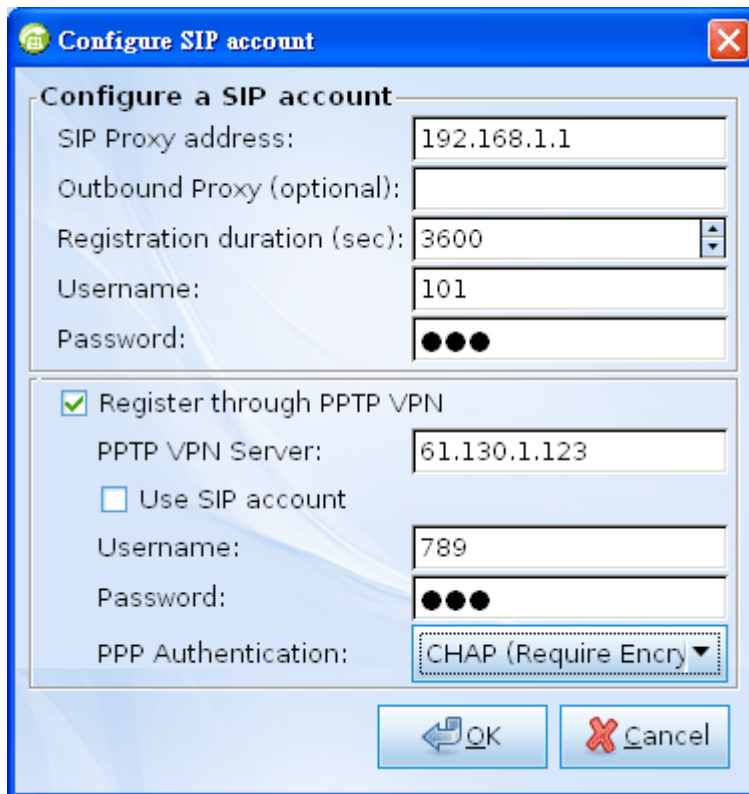 Configure SIP account
Configure a SIP account
SIP Proxy address: 192.168.1.1
Outbound Proxy (optional):
Registration duration (sec): 3600
Username: 101
Password: ●●●
Register through PPTP VPN
PPTP VPN Server: 61.130.1.123
Use SIP account
Username: 789
Password: ●●●
PPP Authentication: CHAP (Require Encry
OK Cancel